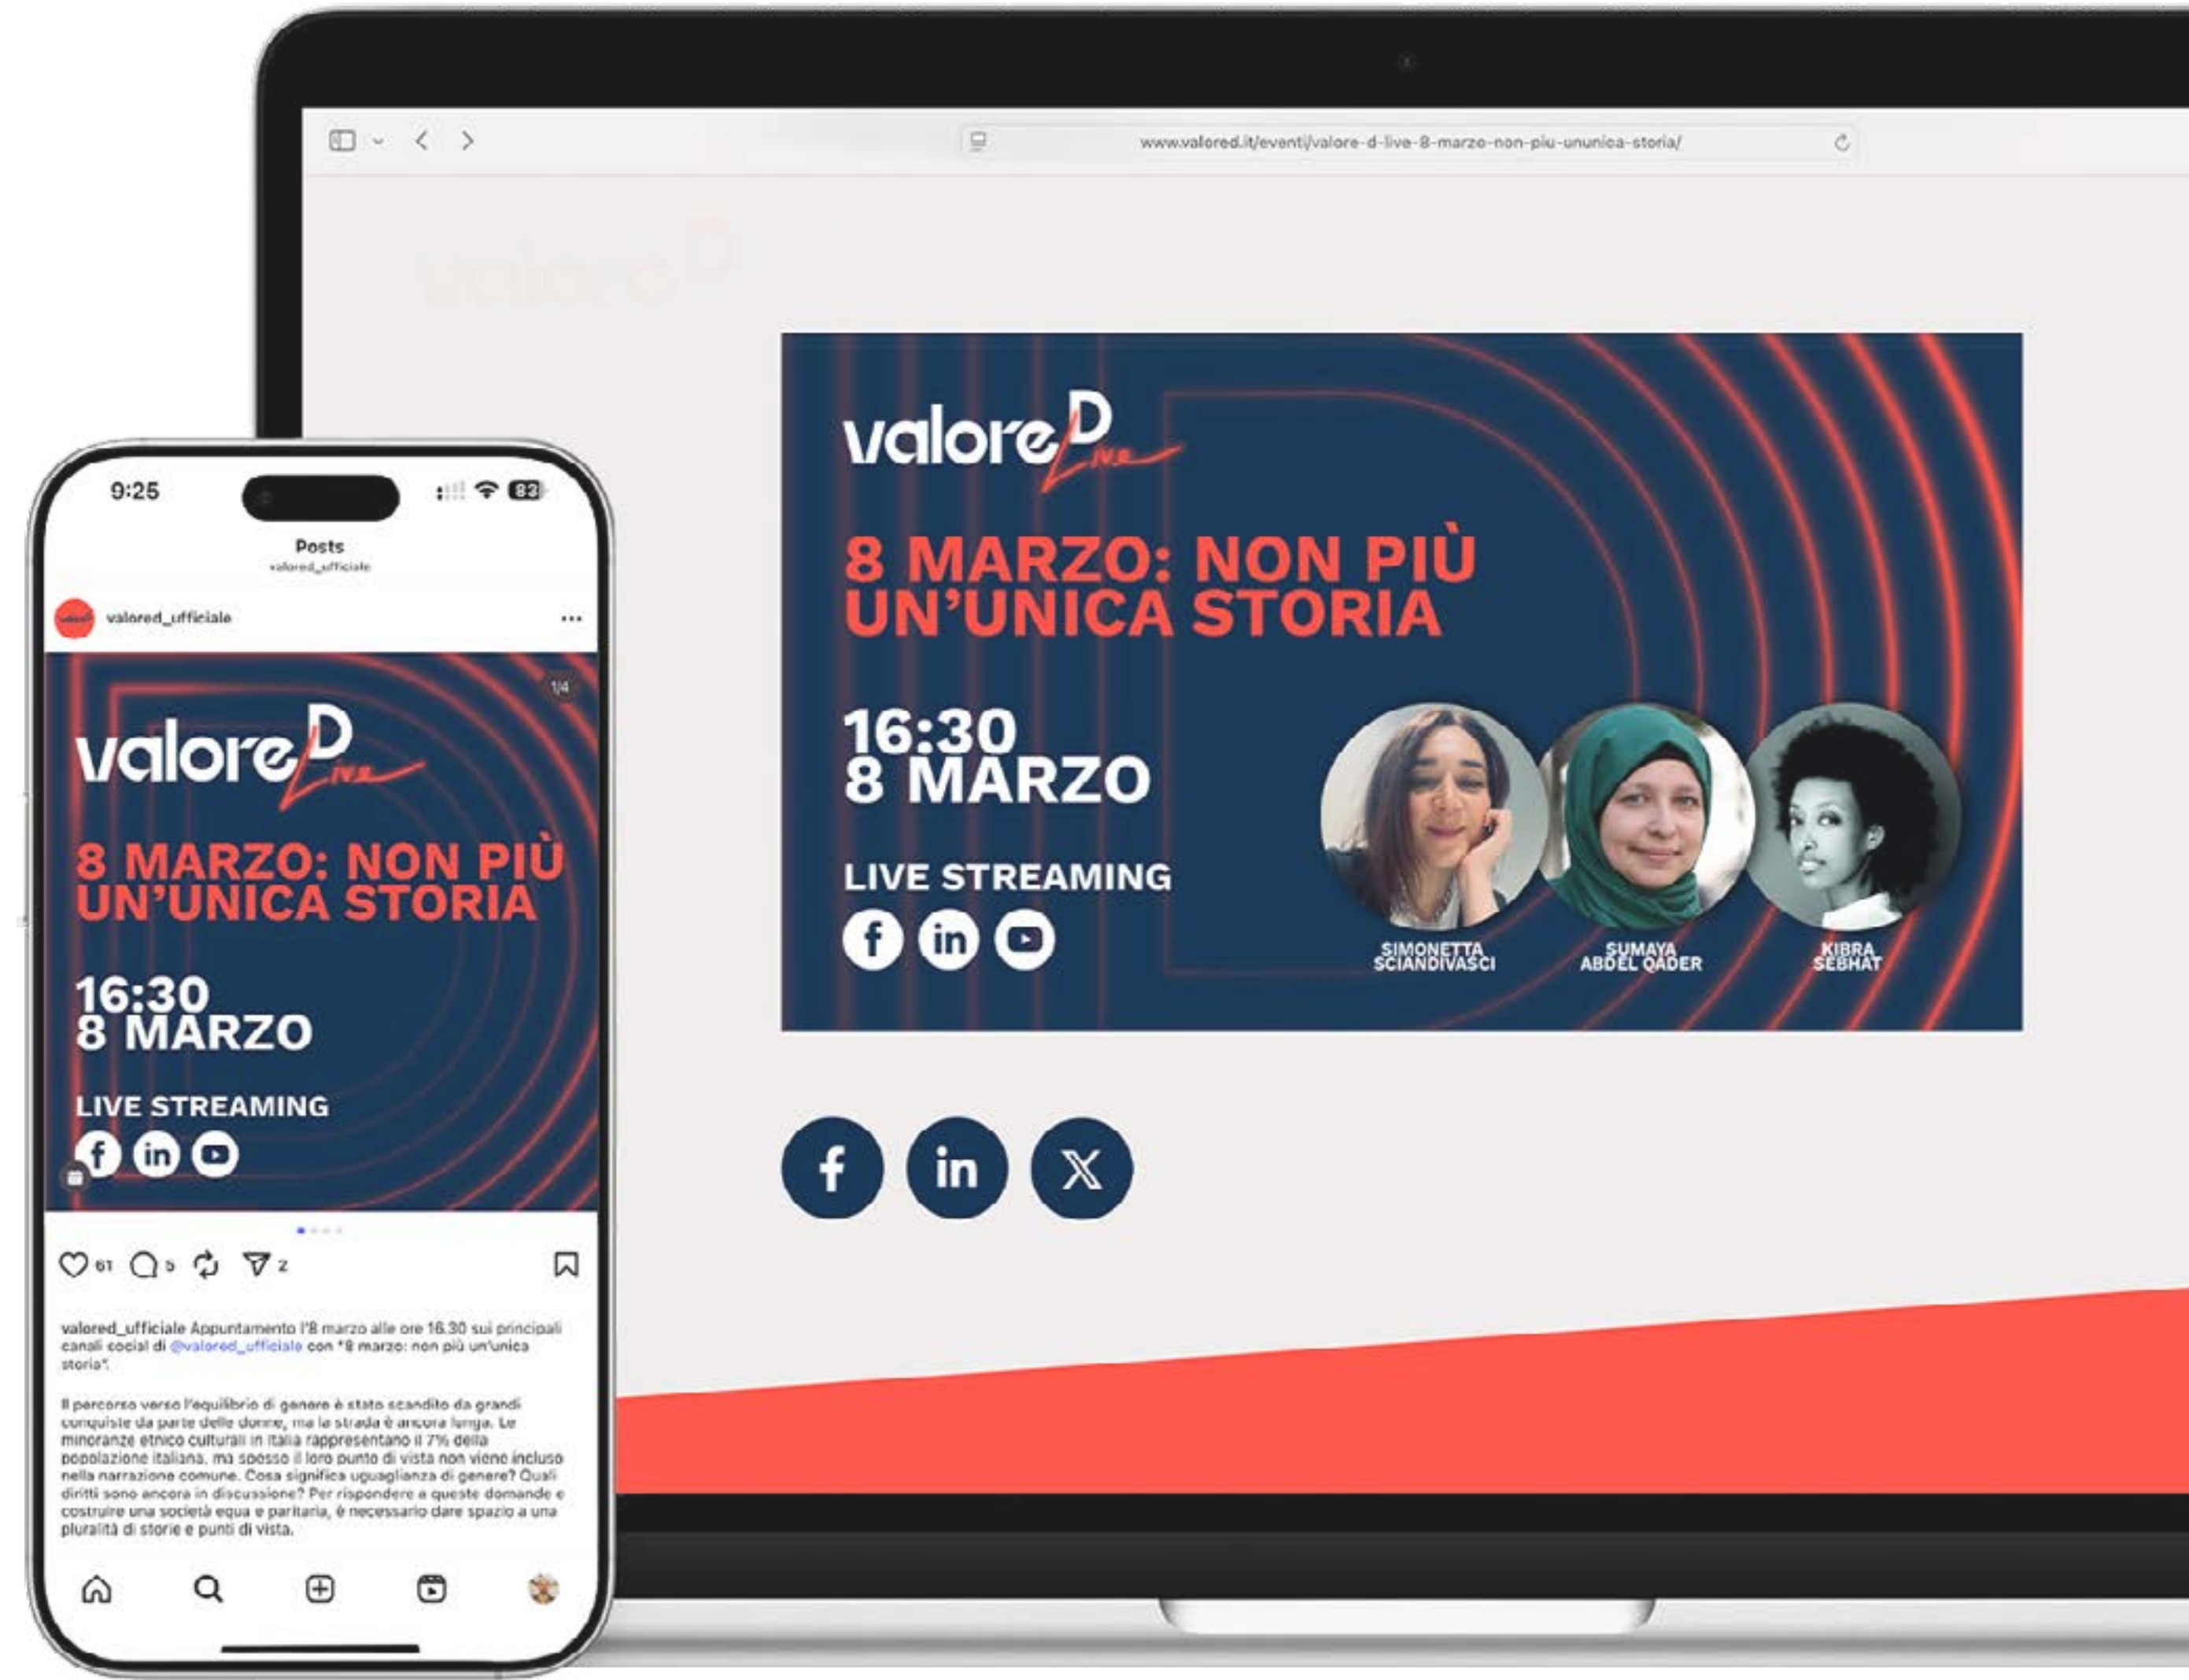 www.valored.it/eventi/valore-d-live-8-marzo-non-piu-ununica-storia/
valore D
valore D Live
8 MARZO: NON PIÙ
UN'UNICA STORIA
16:30
8 MARZO
LIVE STREAMING
f in
SIMONETTA
SCIANDIVASCI
SUMAYA
ABDEL QADER
KIBRA
SEBHAT
f in X
9:25
83
Posts
valored_ufficiale
valored_ufficiale
1/4
valore D Live
8 MARZO: NON PIÙ
UN'UNICA STORIA
16:30
8 MARZO
LIVE STREAMING
f in
61 5 2
valored_ufficiale Appuntamento l'8 marzo alle ore 16.30 sui principali
canali social di @valored_ufficiale con "8 marzo: non più un'unica
storia".
Il percorso verso l'equilibrio di genere è stato scandito da grandi
conquiste da parte delle donne, ma la strada è ancora lunga. Le
minoranze etnico culturali in Italia rappresentano il 7% della
popolazione italiana, ma spesso il loro punto di vista non viene incluso
nella narrazione comune. Cosa significa uguaglianza di genere? Quali
diritti sono ancora in discussione? Per rispondere a queste domande e
costruire una società equa e paritaria, è necessario dare spazio a una
pluralità di storie e punti di vista.